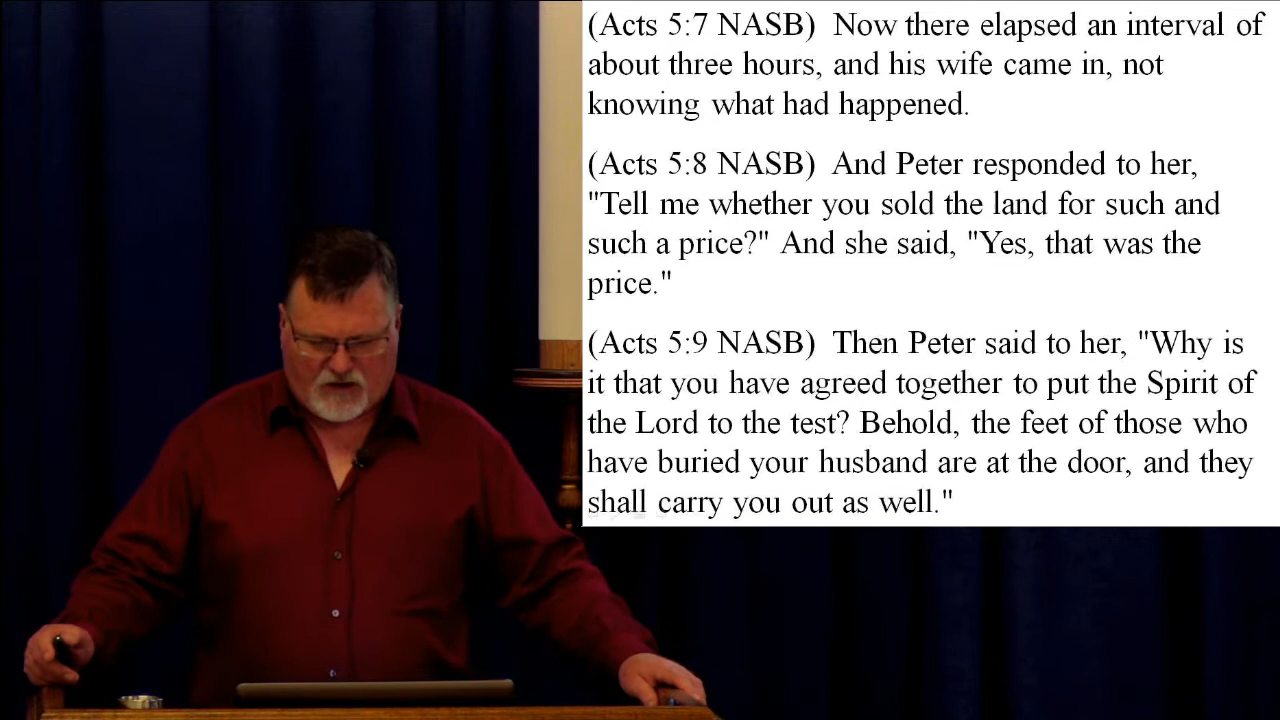 (Acts 5:7 NASB)  Now there elapsed an interval of
about three hours, and his wife came in, not
knowing what had happened.
(Acts 5:8 NASB)  And Peter responded to her,
"Tell me whether you sold the land for such and
such a price?" And she said, "Yes, that was the
price."
(Acts 5:9 NASB)  Then Peter said to her, "Why is
it that you have agreed together to put the Spirit of
the Lord to the test? Behold, the feet of those who
have buried your husband are at the door, and they
shall carry you out as well."